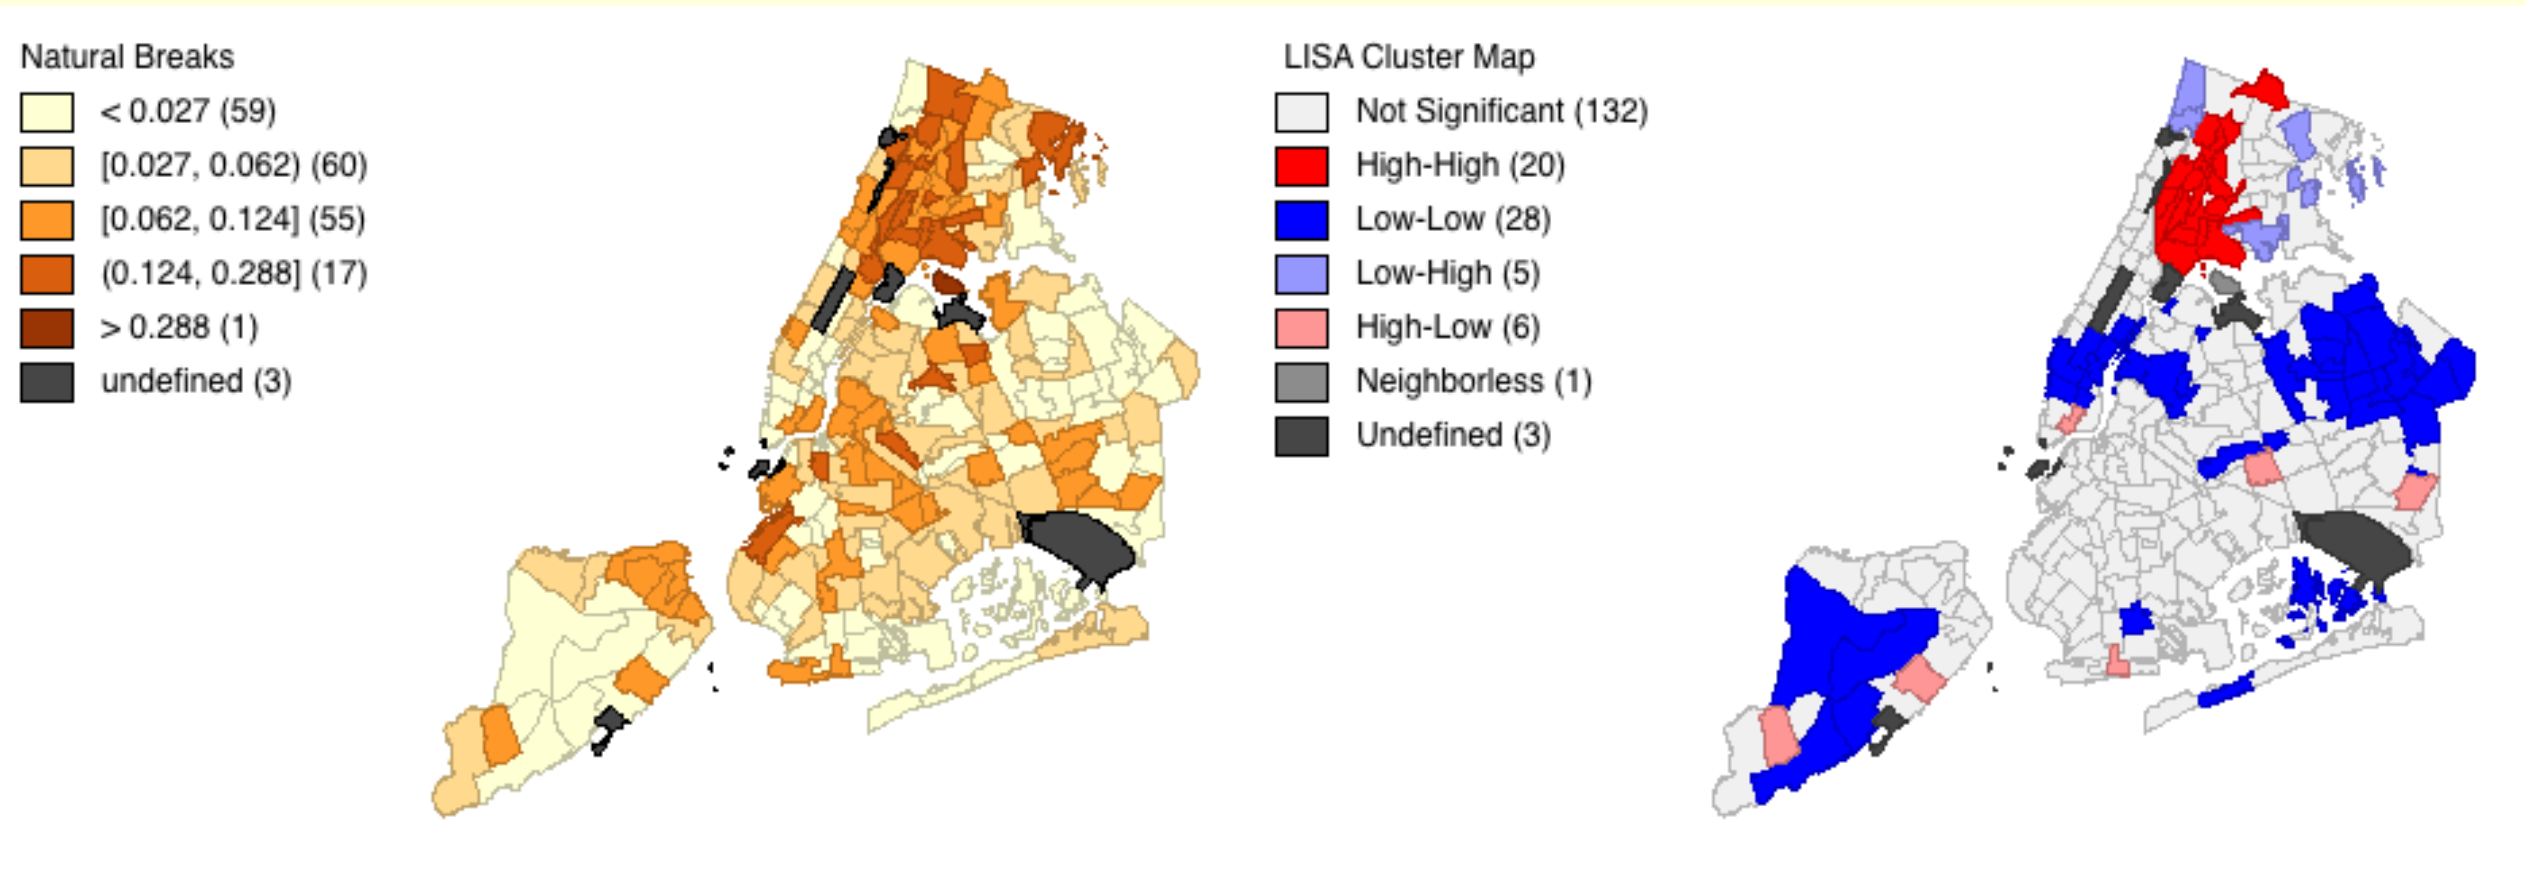 Natural Breaks
< 0.027 (59)
[0.027, 0.062) (60)
[0.062, 0.124] (55)
(0.124, 0.288] (17)
> 0.288 (1)
undefined (3)
LISA Cluster Map
Not Significant (132)
High-High (20)
Low-Low (28)
Low-High (5)
High-Low (6)
Neighborless (1)
Undefined (3)